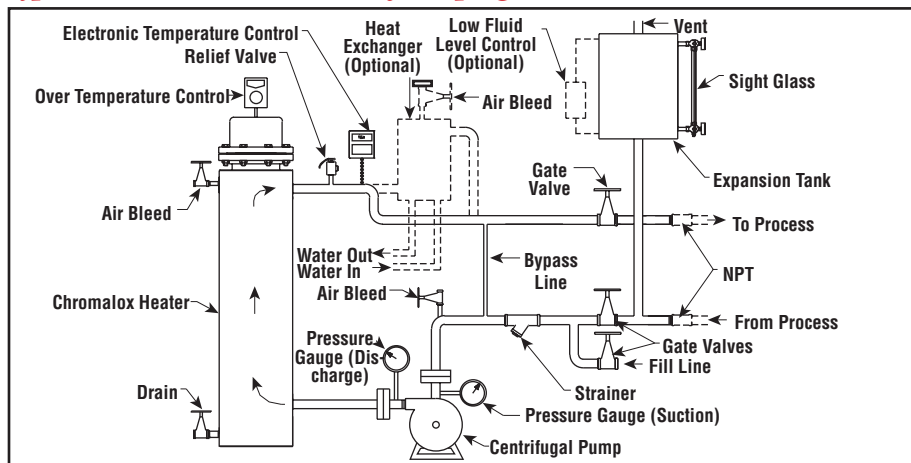 Electronic Temperature Control
Relief Valve
Over Temperature Control
Heat
Exchanger
(Optional)
Low Fluid
Level Control
(Optional)
Vent
Sight Glass
Air Bleed
Gate
Valve
Expansion Tank
Air Bleed
To Process
Water Out
Water In
Bypass
Line
NPT
Air Bleed
Chromalox Heater
From Process
Pressure
Gauge (Dis-
charge)
Gate Valves
Fill Line
Strainer
Drain
Pressure Gauge (Suction)
Centrifugal Pump